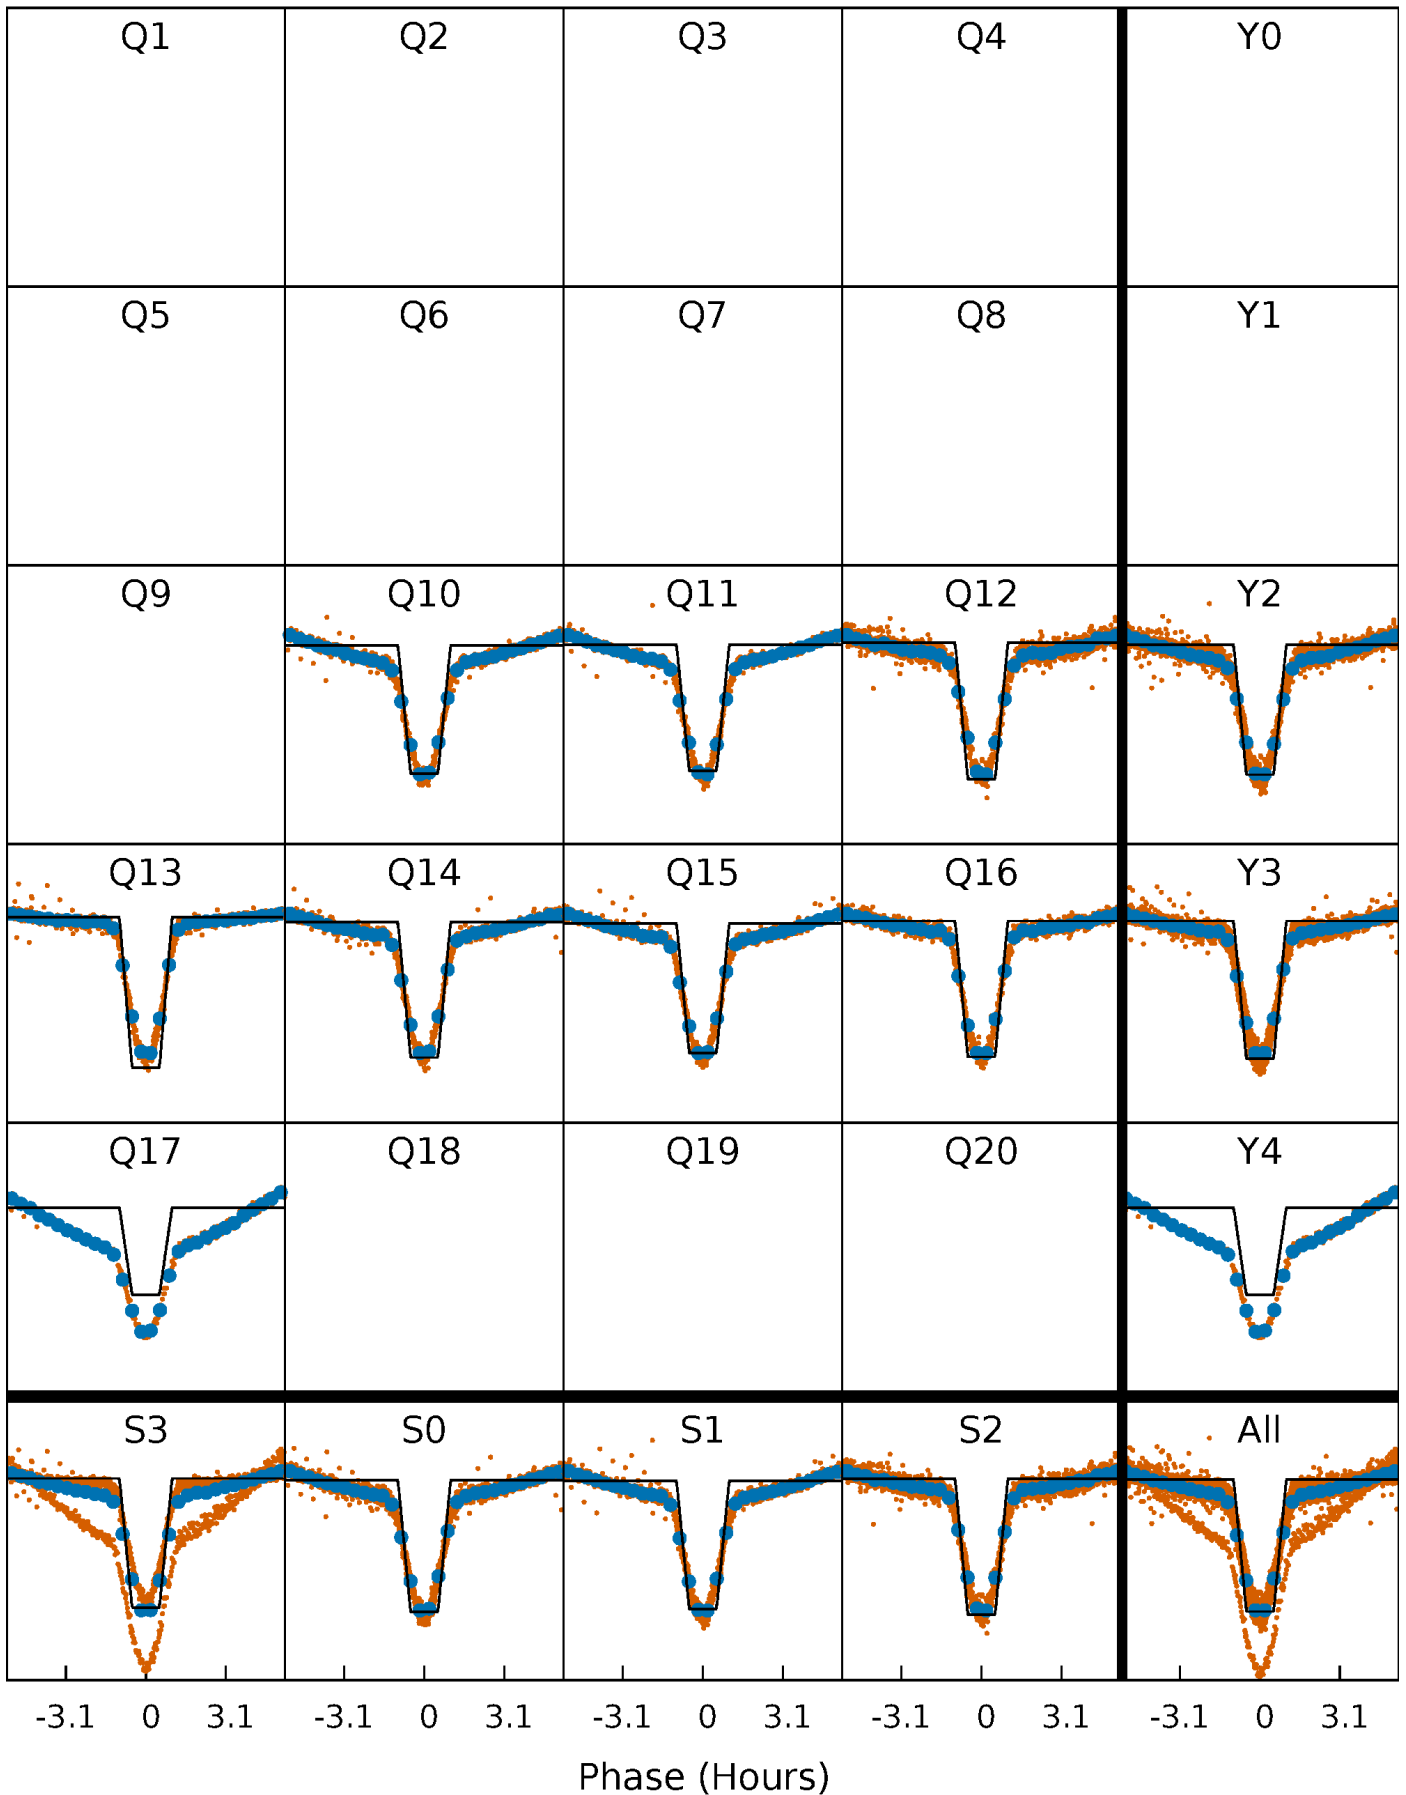 Q1 Q2 Q3 Q4 Y0
Q5 Q6 Q7 Q8 Y1
Q9 Q10 Q11 Q12 Y2
Q13 Q14 Q15 Q16 Y3
Q17 Q18 Q19 Q20 Y4
S3 S0 S1 S2 All
-3.1 0 3.1 -3.1 0 3.1 -3.1 0 3.1 -3.1 0 3.1 -3.1 0 3.1
Phase (Hours)